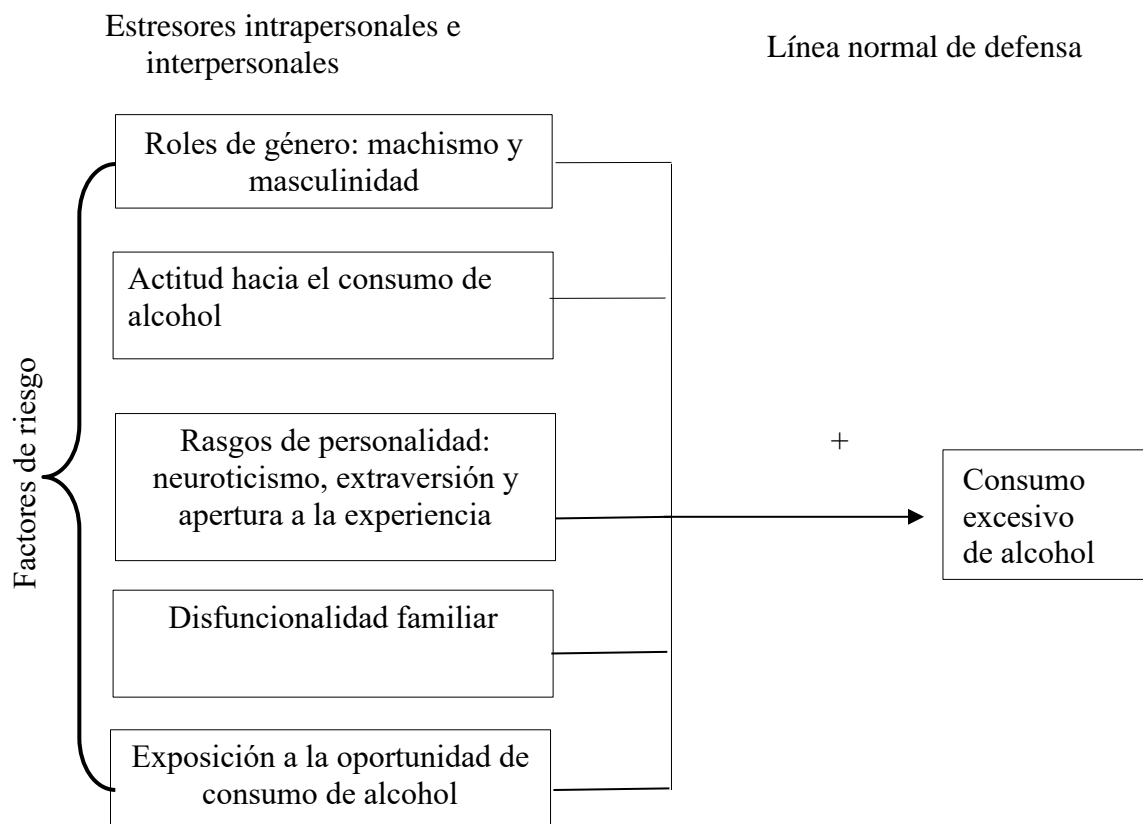 Estresores intrapersonales e
interpersonales
Línea normal de defensa
Factores de riesgo
Roles de género: machismo y
masculinidad
Actitud hacia el consumo de
alcohol
Rasgos de personalidad:
neuroticismo, extraversión y
apertura a la experiencia
Disfuncionalidad familiar
Exposición a la oportunidad de
consumo de alcohol
+
Consumo
excesivo
de alcohol